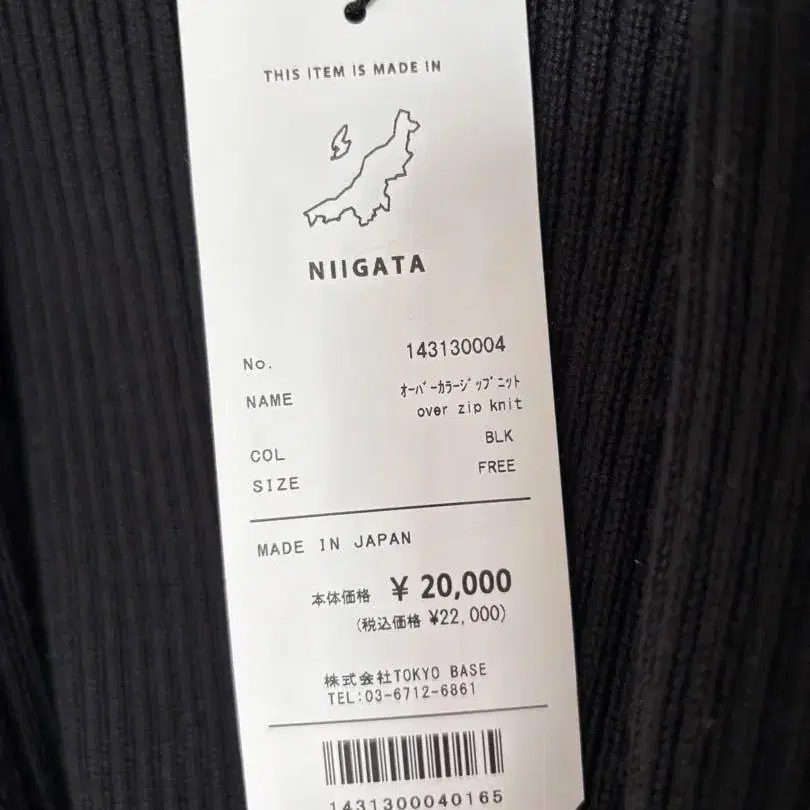 THIS ITEM IS MADE IN
NIIGATA
No. 143130004
NAME ｵｰﾊﾞｰｶﾗｰｼﾞｯﾌﾟﾆｯﾄ
over zip knit
COL BLK
SIZE FREE
MADE IN JAPAN
本体価格 ¥ 20,000
(税込価格 ¥22,000)
株式会社TOKYO BASE
TEL:03-6712-6861
1431300040165